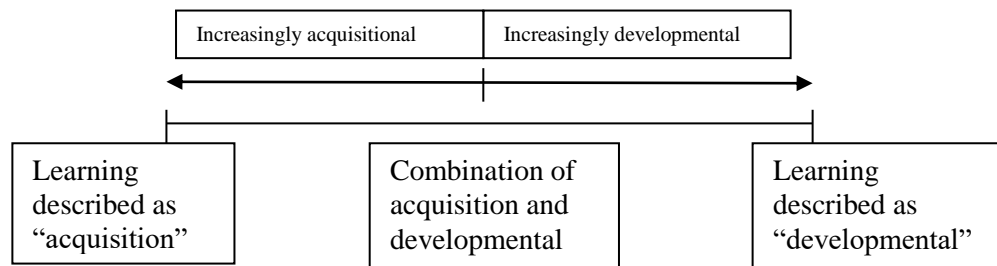 Increasingly acquisitional
Increasingly developmental
Learning
described as
“acquisition”
Combination of
acquisition and
developmental
Learning
described as
“developmental”